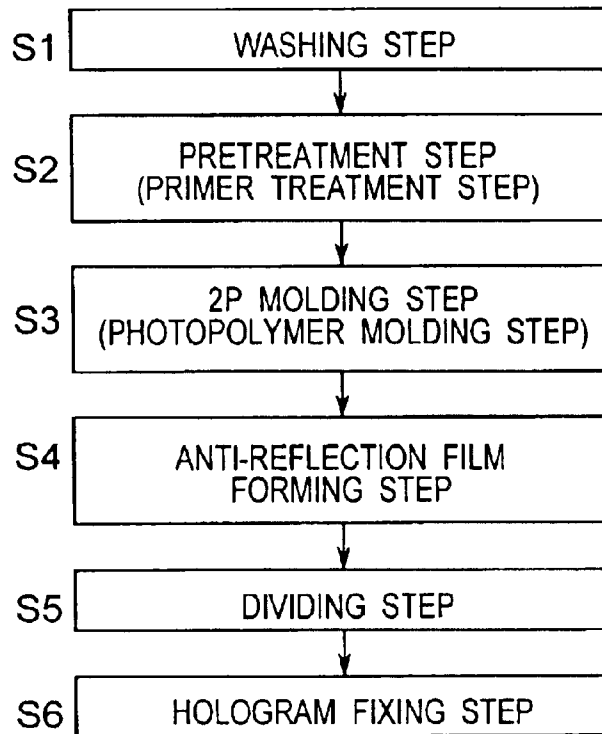 S1 WASHING STEP
S2 PRETREATMENT STEP
(PRIMER TREATMENT STEP)
S3 2P MOLDING STEP
(PHOTOPOLYMER MOLDING STEP)
S4 ANTI-REFLECTION FILM
FORMING STEP
S5 DIVIDING STEP
S6 HOLOGRAM FIXING STEP